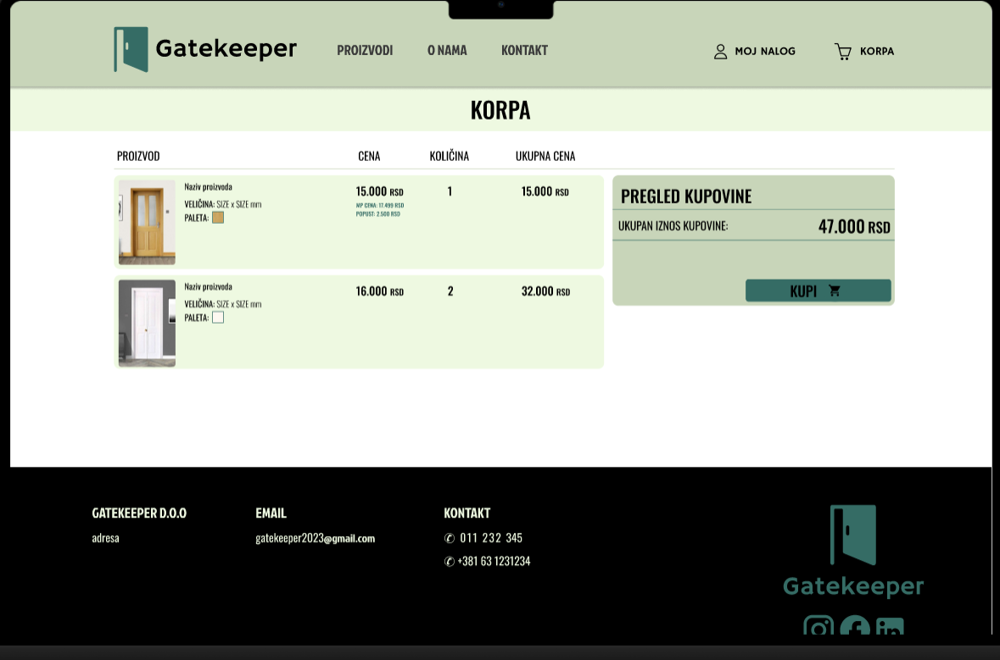 Gatekeeper
PROIZVODI
O NAMA
KONTAKT
MOJ NALOG
KORPA
KORPA
PROIZVOD
CENA
KOLIČINA
UKUPNA CENA
Naziv proizvoda
VELIČINA: SIZE x SIZE mm
PALETA:
15.000 RSD
MP CENA: 17.499 RSD
POPUST: 2.500 RSD
1
15.000 RSD
Naziv proizvoda
VELIČINA: SIZE x SIZE mm
PALETA:
16.000 RSD
2
32.000 RSD
PREGLED KUPOVINE
UKUPAN IZNOS KUPOVINE:
47.000 RSD
KUPI
GATEKEEPER D.O.O
adresa
EMAIL
gatekeeper2023@gmail.com
KONTAKT
✆ 011 232 345
✆ +381 63 1231234
Gatekeeper
in